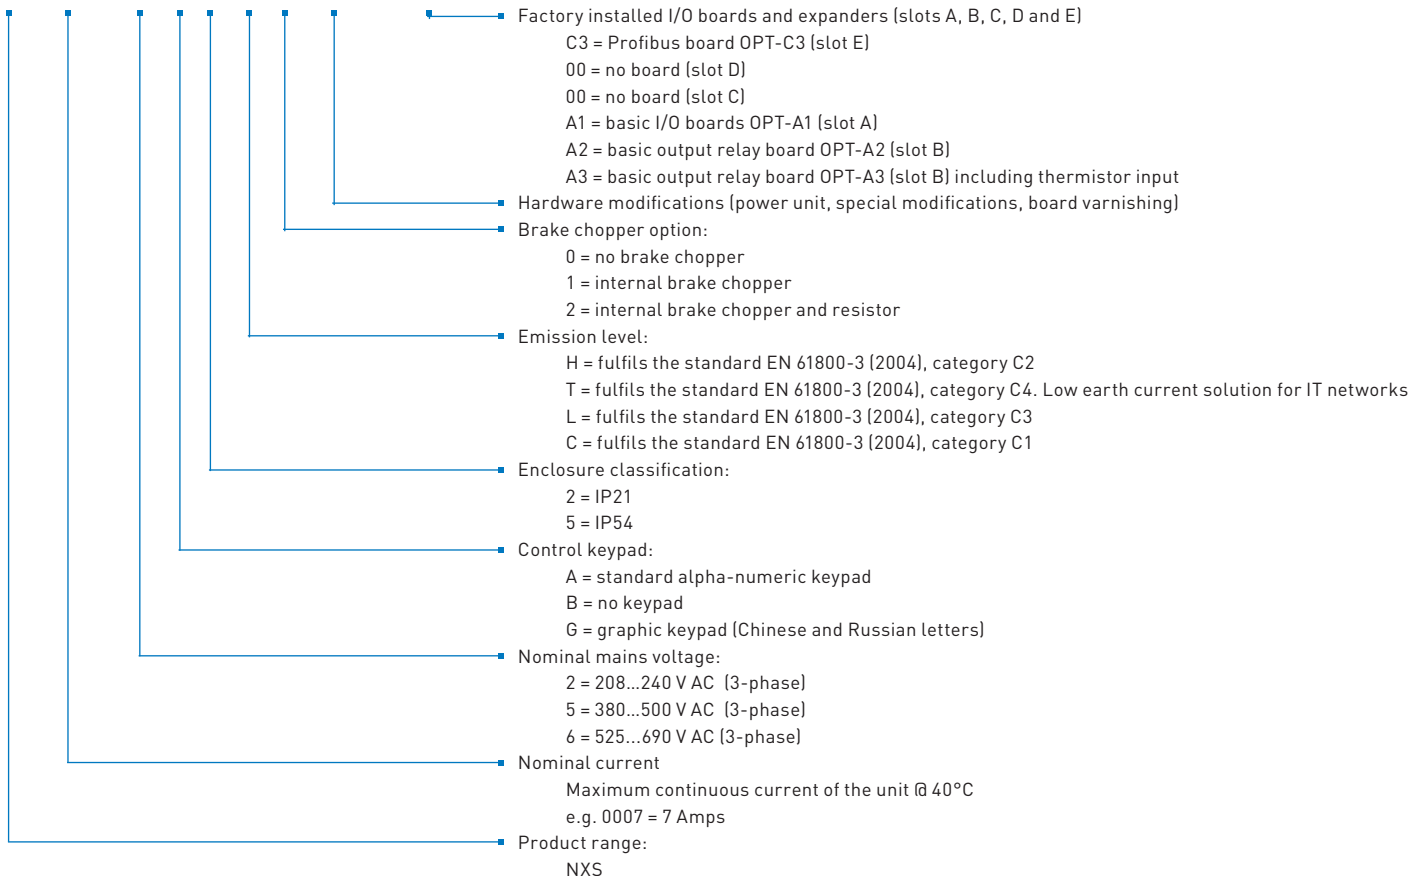 Factory installed I/O boards and expanders (slots A, B, C, D and E)
C3 = Profibus board OPT-C3 (slot E)
00 = no board (slot D)
00 = no board (slot C)
A1 = basic I/O boards OPT-A1 (slot A)
A2 = basic output relay board OPT-A2 (slot B)
A3 = basic output relay board OPT-A3 (slot B) including thermistor input
Hardware modifications (power unit, special modifications, board varnishing)
Brake chopper option:
0 = no brake chopper
1 = internal brake chopper
2 = internal brake chopper and resistor
Emission level:
H = fulfils the standard EN 61800-3 (2004), category C2
T = fulfils the standard EN 61800-3 (2004), category C4. Low earth current solution for IT networks
L = fulfils the standard EN 61800-3 (2004), category C3
C = fulfils the standard EN 61800-3 (2004), category C1
Enclosure classification:
2 = IP21
5 = IP54
Control keypad:
A = standard alpha-numeric keypad
B = no keypad
G = graphic keypad (Chinese and Russian letters)
Nominal mains voltage:
2 = 208...240 V AC (3-phase)
5 = 380...500 V AC (3-phase)
6 = 525...690 V AC (3-phase)
Nominal current
Maximum continuous current of the unit @ 40°C
e.g. 0007 = 7 Amps
Product range:
NXS